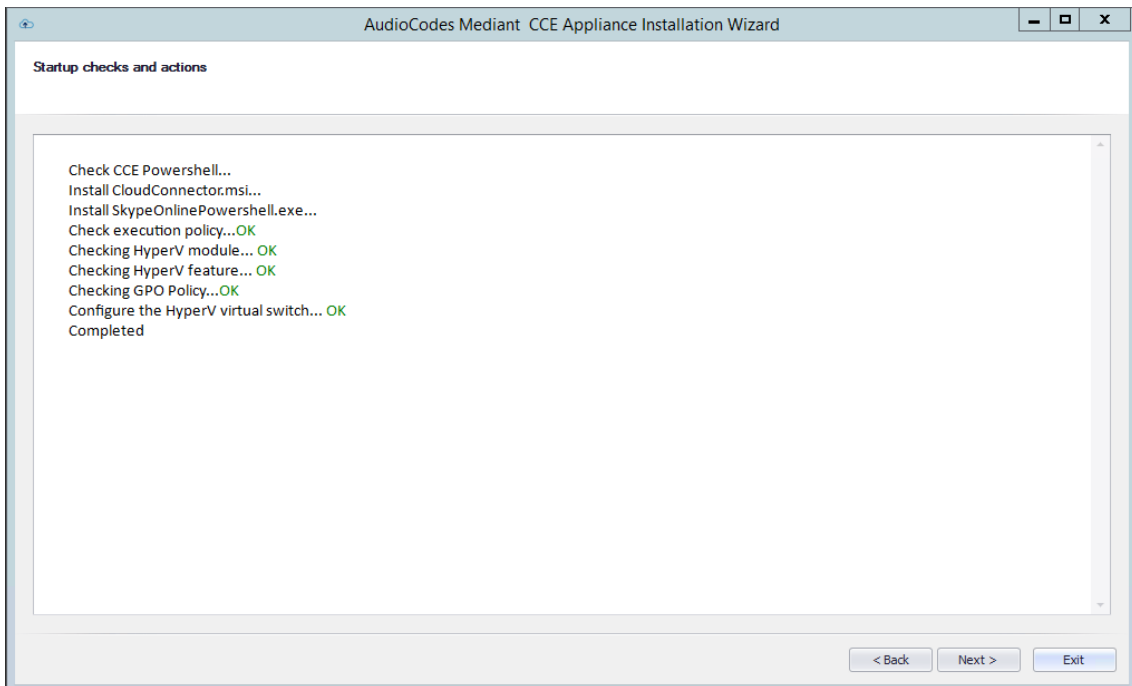 AudioCodes Mediant CCE Appliance Installation Wizard
Startup checks and actions
Check CCE Powershell...
Install CloudConnector.msi...
Install SkypeOnlinePowershell.exe...
Check execution policy...OK
Checking HyperV module... OK
Checking HyperV feature... OK
Checking GPO Policy...OK
Configure the HyperV virtual switch... OK
Completed
< Back Next > Exit